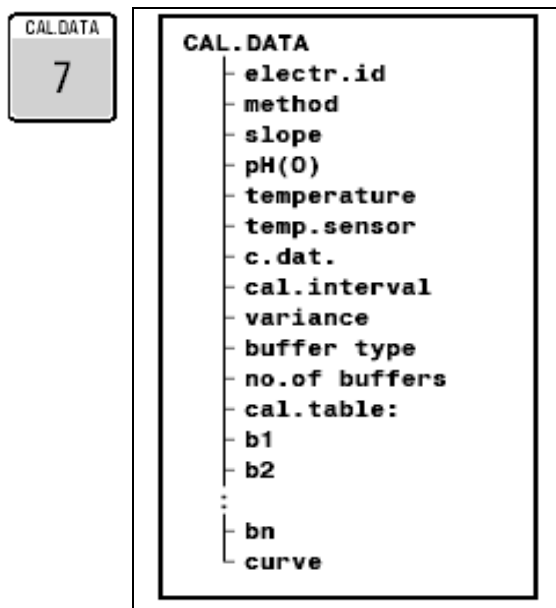 CAL.DATA
7
CAL.DATA
electr.id
method
slope
pH(0)
temperature
temp.sensor
c.dat.
cal.interval
variance
buffer type
no.of buffers
cal.table:
b1
b2
:
bn
curve